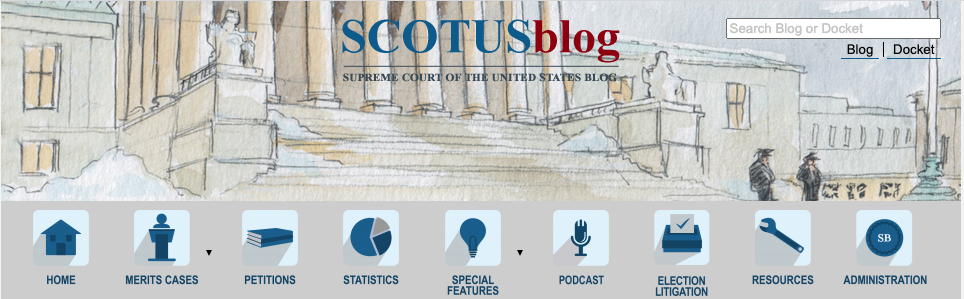 SCOTUSblog
SUPREME COURT OF THE UNITED STATES BLOG
Search Blog or Docket
Blog | Docket
HOME
MERITS CASES
PETITIONS
STATISTICS
SPECIAL
FEATURES
PODCAST
ELECTION
LITIGATION
RESOURCES
SB
ADMINISTRATION